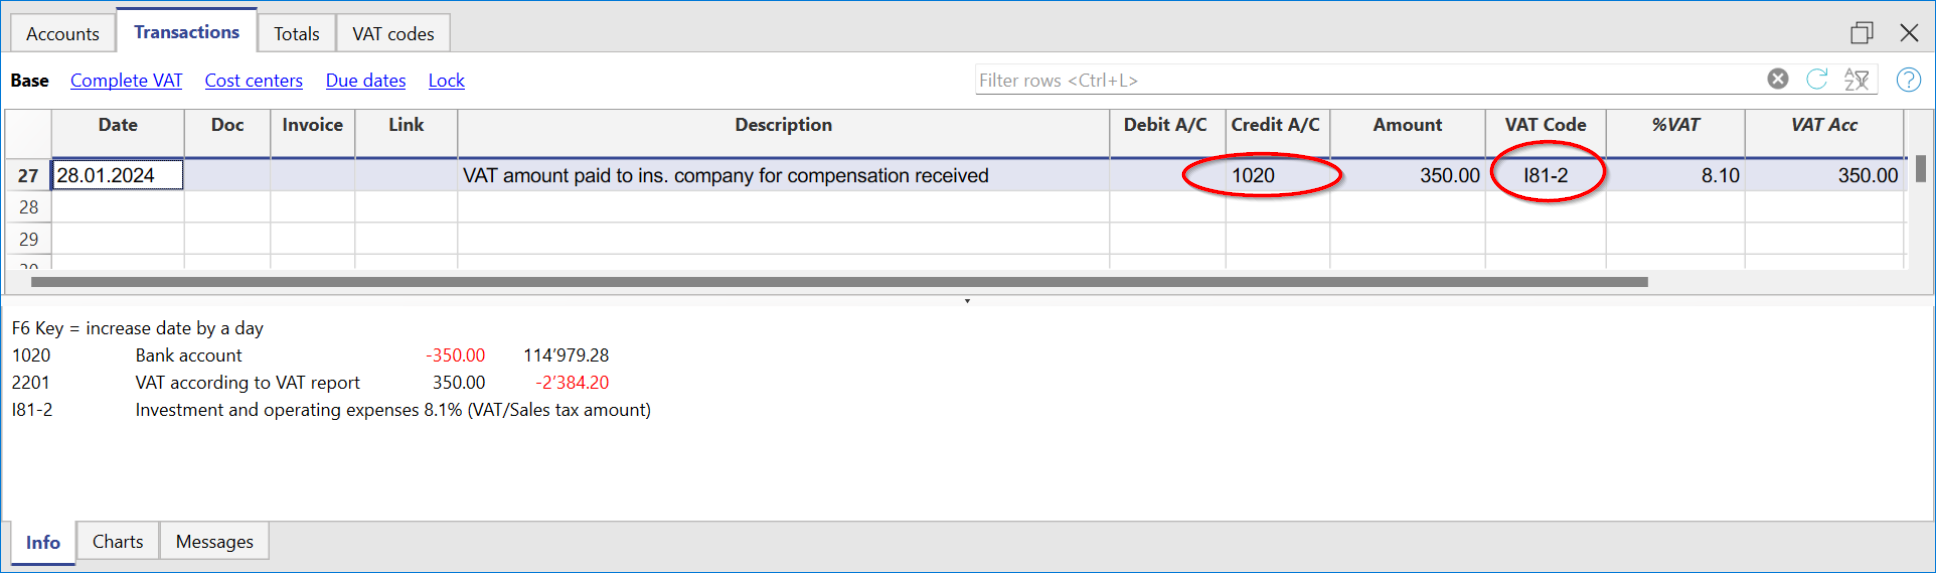 Accounts Transactions Totals VAT codes
Base Complete VAT Cost centers Due dates Lock Filter rows <Ctrl+L>
Date Doc Invoice Link Description Debit A/C Credit A/C Amount VAT Code %VAT VAT Acc
27 28.01.2024 VAT amount paid to ins. company for compensation received 1020 350.00 I81-2 8.10 350.00
28
29
30
F6 Key = increase date by a day
1020 Bank account -350.00 114’979.28
2201 VAT according to VAT report 350.00 -2’384.20
I81-2 Investment and operating expenses 8.1% (VAT/Sales tax amount)
Info Charts Messages